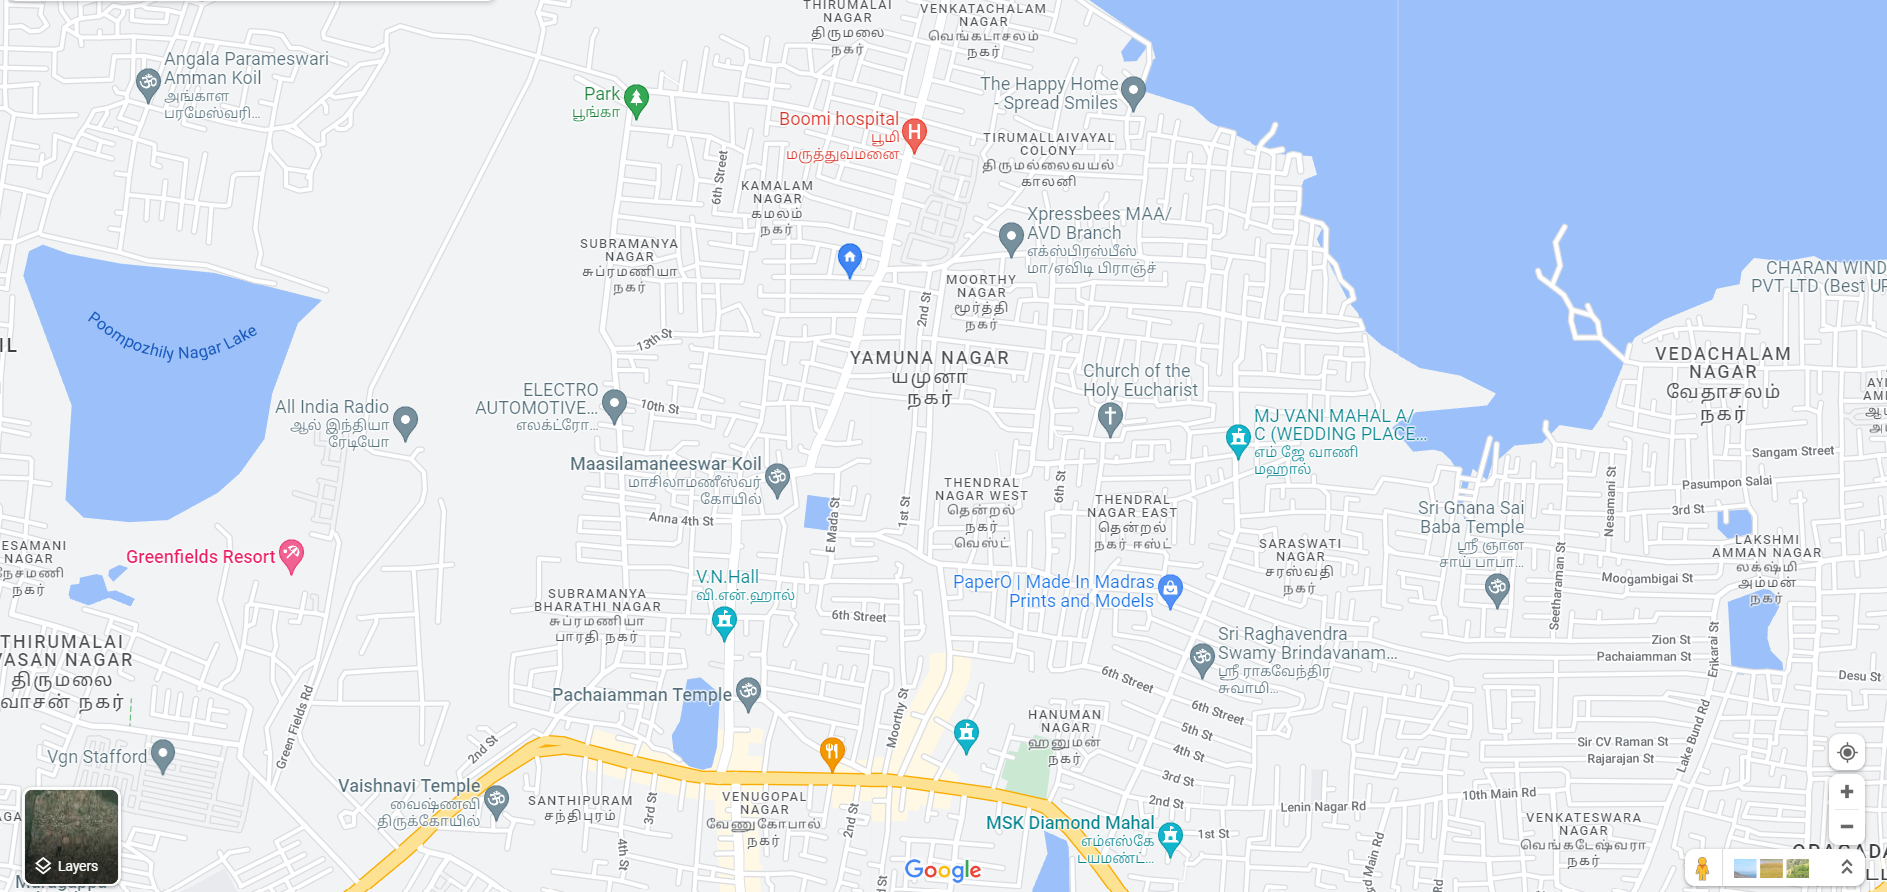 THIRUMALAI
NAGAR
திருமலை
நகர்
VENKATACHALAM
NAGAR
வெங்கடாசலம்
நகர்
Angala Parameswari
Amman Koil
அங்காள
பரமேஸ்வரி...
Park
பூங்கா
The Happy Home
- Spread Smiles
Boomi hospital
பூமி
மருத்துவமனை
TIRUMALLAIVAYAL
COLONY
திருமல்லைவயல்
காலனி
6th Street
KAMALAM
NAGAR
கமலம்
நகர்
Xpressbees MAA/
AVD Branch
எக்ஸ்பிரஸ்பீஸ்
மா/ஏவிடி பிராஞ்ச்
SUBRAMANYA
NAGAR
சுப்ரமணியா
நகர்
MOORTHY
NAGAR
மூர்த்தி
நகர்
CHARAN WIND
PVT LTD (Best UP
2nd St
Poompozhily Nagar Lake
13th St
YAMUNA NAGAR
யமுனா
நகர்
VEDACHALAM
NAGAR
வேதாசலம்
நகர்
Church of the
Holy Eucharist
ELECTRO
AUTOMOTIVE...
எலக்ட்ரோ...
10th St
All India Radio
ஆல் இந்தியா
ரேடியோ
MJ VANI MAHAL A/
C (WEDDING PLACE...
எம் ஜே வாணி
மஹால்
Sangam Street
Maasilamaneeswar Koil
மாசிலாமணீஸ்வர்
கோயில்
Pasumpon Salai
THENDRAL
NAGAR WEST
தென்றல்
நகர்
வெஸ்ட்
6th St
THENDRAL
NAGAR EAST
தென்றல்
நகர் ஈஸ்ட்
Nesamani St
3rd St
Anna 4th St
E Mada St
1st St
Sri Gnana Sai
Baba Temple
ஸ்ரீ ஞான
சாய் பாபா...
SARASWATI
NAGAR
சரஸ்வதி
நகர்
LAKSHMI
AMMAN NAGAR
லக்ஷ்மி
அம்மன்
நகர்
ESAMANI
NAGAR
நேசமணி
நகர்
Greenfields Resort
V.N.Hall
வி.என்.ஹால்
PaperO | Made In Madras
Prints and Models
Moogambigai St
Seetharaman St
SUBRAMANYA
BHARATHI NAGAR
சுப்ரமணியா
பாரதி நகர்
6th Street
THIRUMALAI
VASAN NAGAR
திருமலை
வாசன் நகர்
Sri Raghavendra
Swamy Brindavanam...
ஸ்ரீ ராகவேந்திர
சுவாமி...
Zion St
Pachaiamman St
Erikarai St
Desu St
6th Street
Pachaiamman Temple
Green Fields Rd
Moorthy St
HANUMAN
NAGAR
ஹனுமன்
நகர்
6th Street
5th St
4th St
3rd St
2nd St
1st St
Lake Bund Rd
Sir CV Raman St
Rajarajan St
Vgn Stafford
2nd St
Vaishnavi Temple
வைஷ்ணவி
திருக்கோயில்
SANTHIPURAM
சந்திபுரம்
3rd St
4th St
VENUGOPAL
NAGAR
வேணுகோபால்
நகர்
2nd St
MSK Diamond Mahal
எம்எஸ்கே
டயமண்ட்...
Lenin Nagar Rd
10th Main Rd
VENKATESWARA
NAGAR
வெங்கடேஷ்வரா
நகர்
Layers
Google